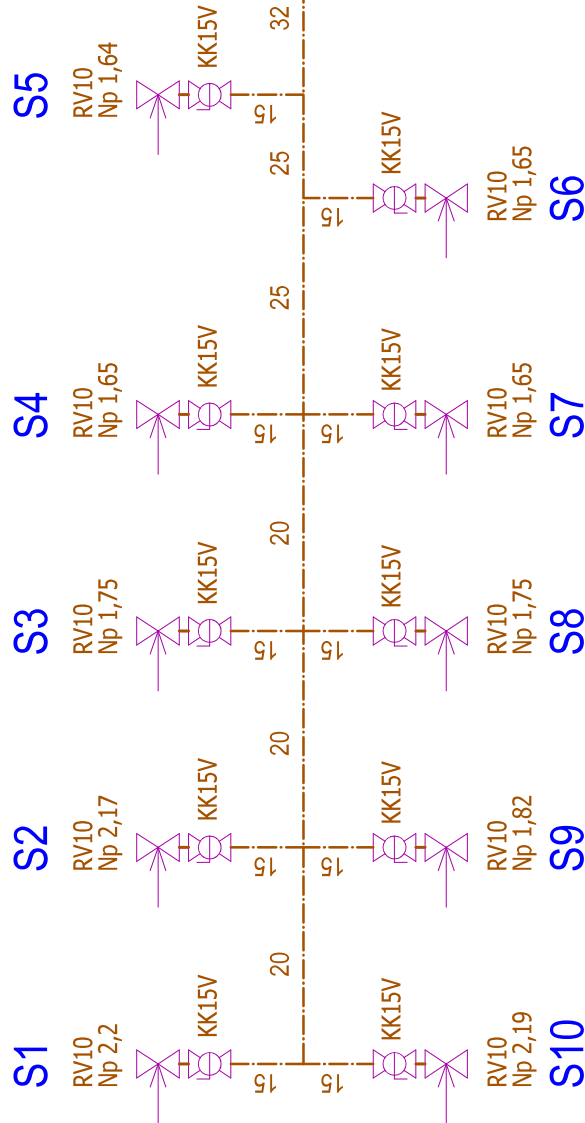 S5
RV10
Np 1,64
KK15V
15
32
25
KK15V
15
RV10
Np 1,65
S6
25
S4
RV10
Np 1,65
KK15V
15
15
KK15V
RV10
Np 1,65
S7
20
S3
RV10
Np 1,75
KK15V
15
15
KK15V
RV10
Np 1,75
S8
20
S2
RV10
Np 2,17
KK15V
15
15
KK15V
RV10
Np 1,82
S9
20
S1
RV10
Np 2,2
KK15V
15
15
KK15V
RV10
Np 2,19
S10